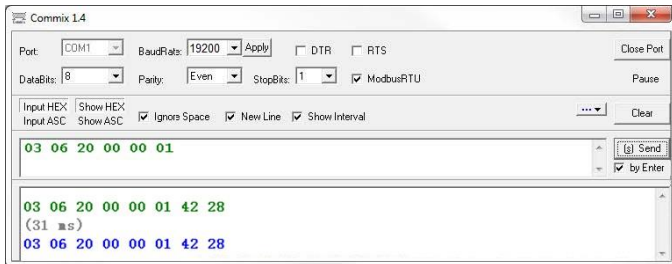 Commix 1.4
Port: COM1 BaudRate: 19200 Apply DTR RTS Close Port
DataBits: 8 Parity: Even StopBits: 1 ModbusRTU Pause
Input HEX Show HEX
Input ASC Show ASC Ignore Space New Line Show Interval ... Clear
03 06 20 00 00 01 (s) Send
by Enter
03 06 20 00 00 01 42 28
(31 ms)
03 06 20 00 00 01 42 28